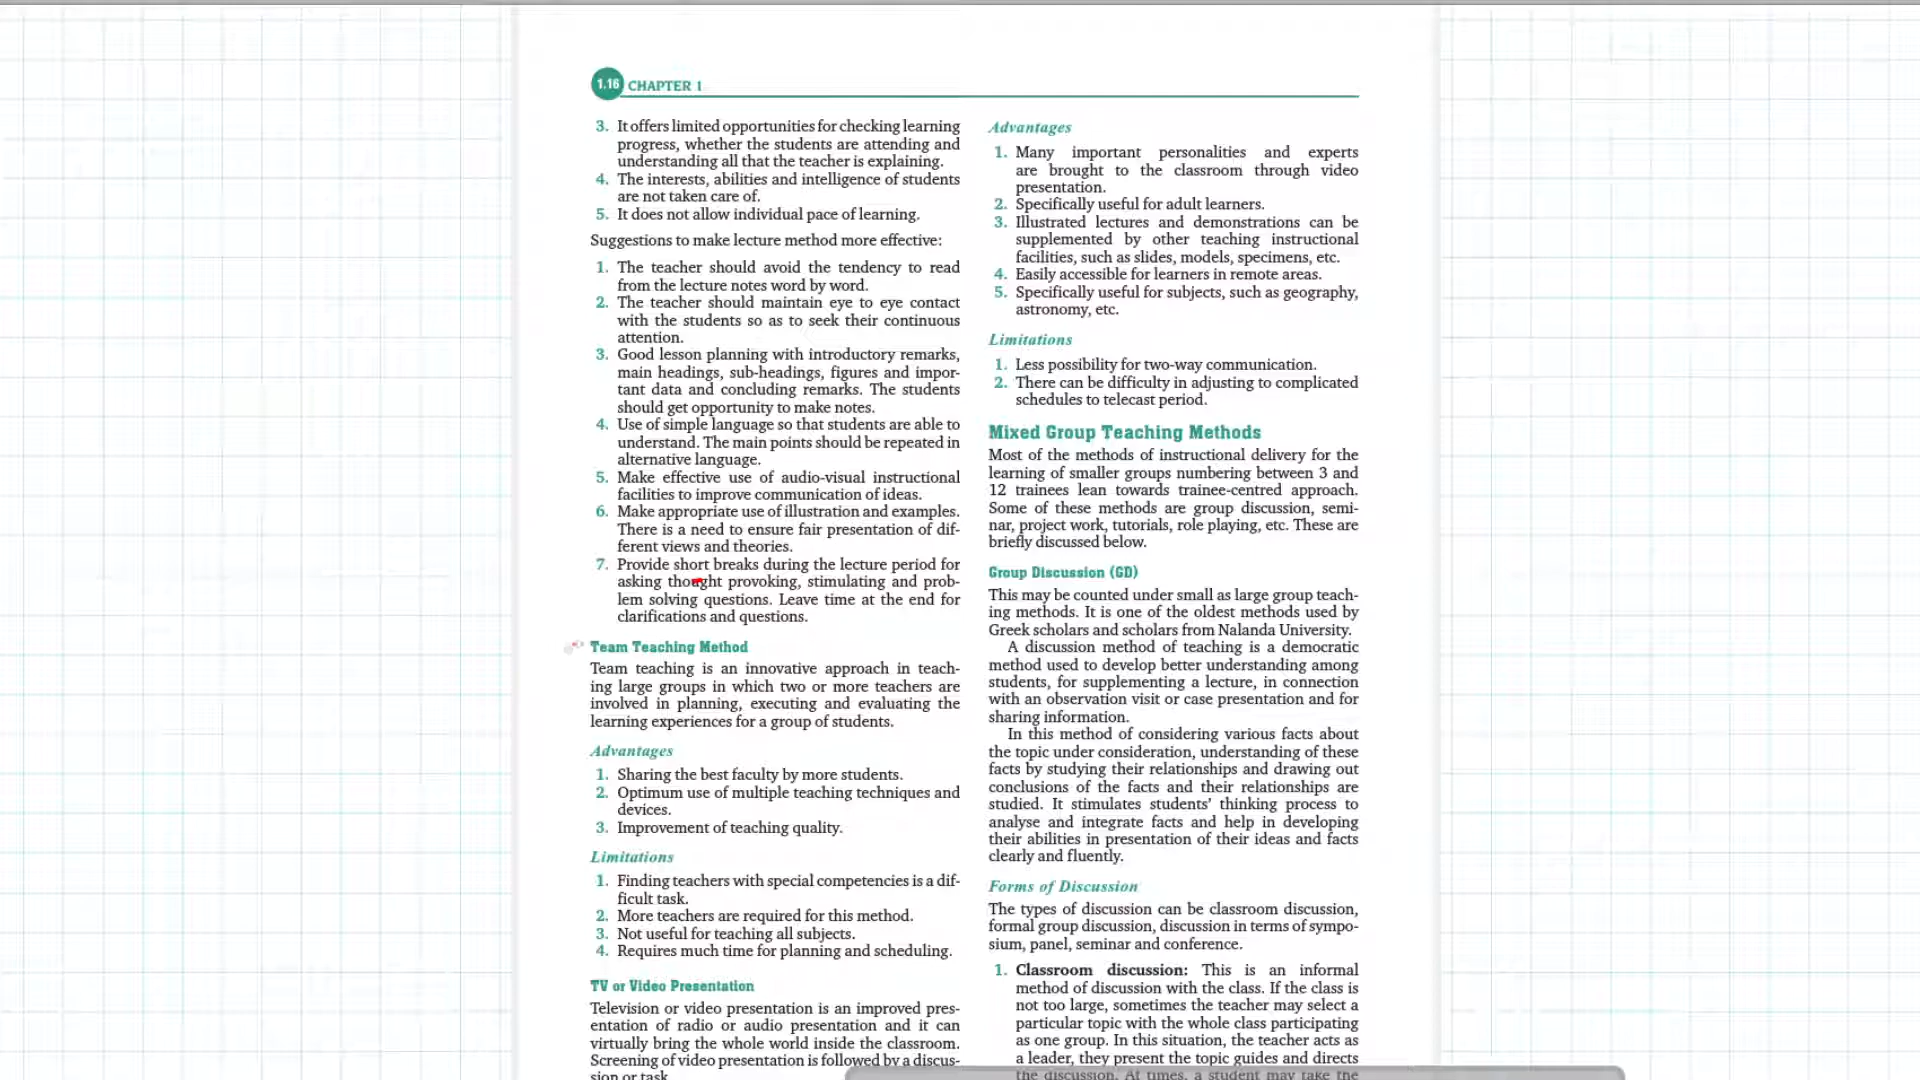 1.16 CHAPTER 1
3. It offers limited opportunities for checking learning
progress, whether the students are attending and
understanding all that the teacher is explaining.
4. The interests, abilities and intelligence of students
are not taken care of.
5. It does not allow individual pace of learning.
Suggestions to make lecture method more effective:
1. The teacher should avoid the tendency to read
from the lecture notes word by word.
2. The teacher should maintain eye to eye contact
with the students so as to seek their continuous
attention.
3. Good lesson planning with introductory remarks,
main headings, sub-headings, figures and impor-
tant data and concluding remarks. The students
should get opportunity to make notes.
4. Use of simple language so that students are able to
understand. The main points should be repeated in
alternative language.
5. Make effective use of audio-visual instructional
facilities to improve communication of ideas.
6. Make appropriate use of illustration and examples.
There is a need to ensure fair presentation of dif-
ferent views and theories.
7. Provide short breaks during the lecture period for
asking thought provoking, stimulating and prob-
lem solving questions. Leave time at the end for
clarifications and questions.
Team Teaching Method
Team teaching is an innovative approach in teach-
ing large groups in which two or more teachers are
involved in planning, executing and evaluating the
learning experiences for a group of students.
Advantages
1. Sharing the best faculty by more students.
2. Optimum use of multiple teaching techniques and
devices.
3. Improvement of teaching quality.
Limitations
1. Finding teachers with special competencies is a dif-
ficult task.
2. More teachers are required for this method.
3. Not useful for teaching all subjects.
4. Requires much time for planning and scheduling.
TV or Video Presentation
Television or video presentation is an improved pres-
entation of radio or audio presentation and it can
virtually bring the whole world inside the classroom.
Screening of video presentation is followed by a discus-
sion or task.
Advantages
1. Many important personalities and experts
are brought to the classroom through video
presentation.
2. Specifically useful for adult learners.
3. Illustrated lectures and demonstrations can be
supplemented by other teaching instructional
facilities, such as slides, models, specimens, etc.
4. Easily accessible for learners in remote areas.
5. Specifically useful for subjects, such as geography,
astronomy, etc.
Limitations
1. Less possibility for two-way communication.
2. There can be difficulty in adjusting to complicated
schedules to telecast period.
Mixed Group Teaching Methods
Most of the methods of instructional delivery for the
learning of smaller groups numbering between 3 and
12 trainees lean towards trainee-centred approach.
Some of these methods are group discussion, semi-
nar, project work, tutorials, role playing, etc. These are
briefly discussed below.
Group Discussion (GD)
This may be counted under small as large group teach-
ing methods. It is one of the oldest methods used by
Greek scholars and scholars from Nalanda University.
A discussion method of teaching is a democratic
method used to develop better understanding among
students, for supplementing a lecture, in connection
with an observation visit or case presentation and for
sharing information.
In this method of considering various facts about
the topic under consideration, understanding of these
facts by studying their relationships and drawing out
conclusions of the facts and their relationships are
studied. It stimulates students' thinking process to
analyse and integrate facts and help in developing
their abilities in presentation of their ideas and facts
clearly and fluently.
Forms of Discussion
The types of discussion can be classroom discussion,
formal group discussion, discussion in terms of sympo-
sium, panel, seminar and conference.
1. Classroom discussion: This is an informal
method of discussion with the class. If the class is
not too large, sometimes the teacher may select a
particular topic with the whole class participating
as one group. In this situation, the teacher acts as
a leader, they present the topic guides and directs
the discussion. At times, a student may take the